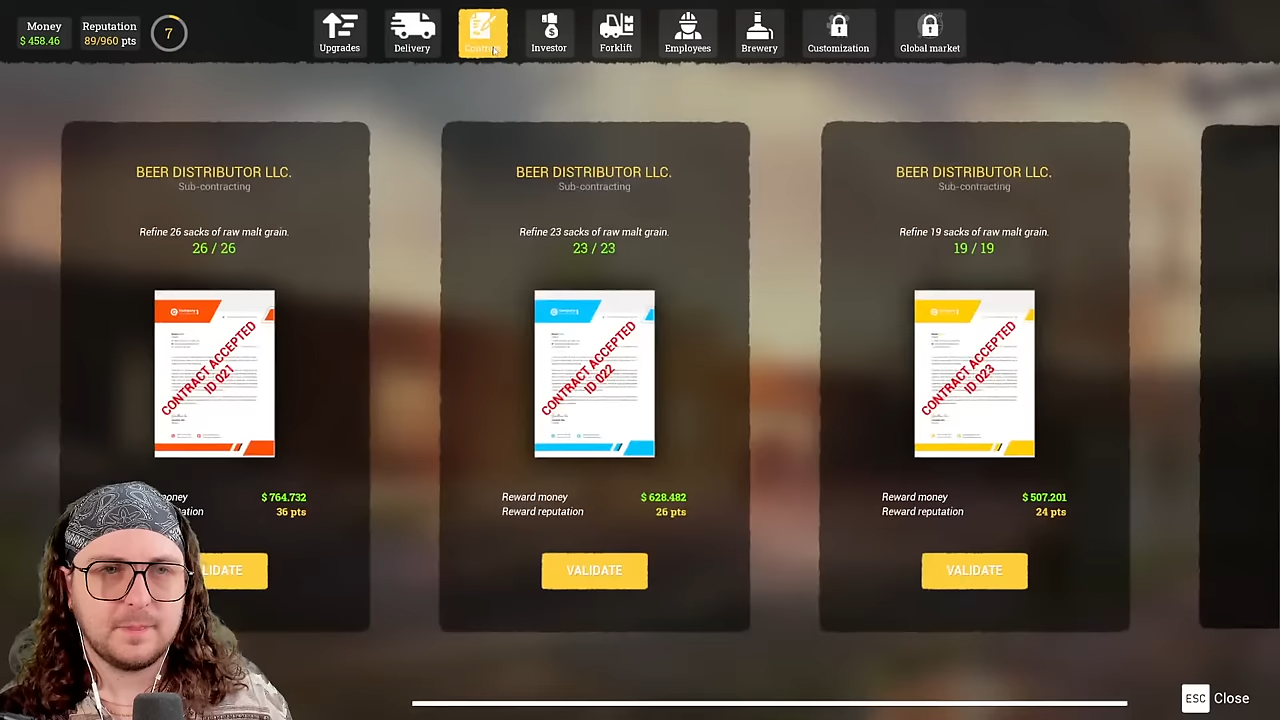 Money
$ 458.46
Reputation
89/960 pts
7
Upgrades
Delivery
Contract
Investor
Forklift
Employees
Brewery
Customization
Global market
BEER DISTRIBUTOR LLC.
Sub-contracting
Refine 26 sacks of raw malt grain.
26 / 26
CONTRACT ACCEPTED
ID 021
oney
$ 764.732
ation
36 pts
LIDATE
BEER DISTRIBUTOR LLC.
Sub-contracting
Refine 23 sacks of raw malt grain.
23 / 23
CONTRACT ACCEPTED
ID 022
Reward money
$ 628.482
Reward reputation
26 pts
VALIDATE
BEER DISTRIBUTOR LLC.
Sub-contracting
Refine 19 sacks of raw malt grain.
19 / 19
CONTRACT ACCEPTED
ID 023
Reward money
$ 507.201
Reward reputation
24 pts
VALIDATE
ESC Close